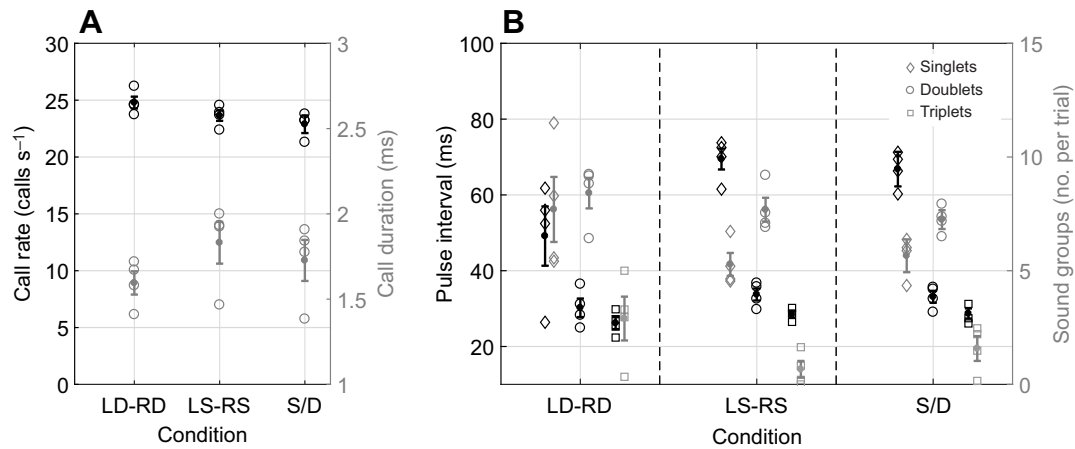 A
30
25
20
15
10
5
0
Call rate (calls s–1)
3
2.5
2
1.5
1
Call duration (ms)
LD-RD LS-RS S/D
Condition
B
100
80
60
40
20
Pulse interval (ms)
Singlets
Doublets
Triplets
15
10
5
0
Sound groups (no. per trial)
LD-RD LS-RS S/D
Condition